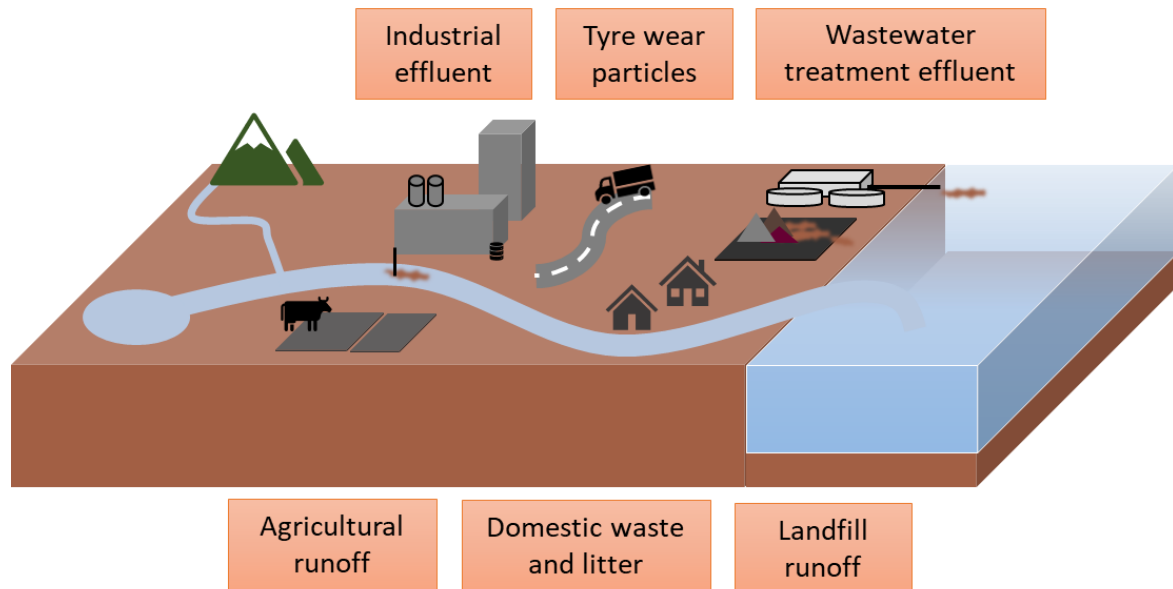 Industrial
effluent
Tyre wear
particles
Wastewater
treatment effluent
Agricultural
runoff
Domestic waste
and litter
Landfill
runoff